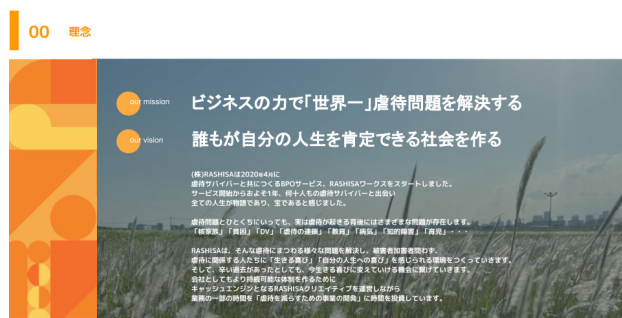 00 理念
our mission
ビジネスの力で「世界一」虐待問題を解決する
our vision
誰もが自分の人生を肯定できる社会を作る
(株)RASHISAは2020年4月に
虐待サバイバーと共につくるBPOサービス、RASHISAワークスをスタートしました。
サービス開始からおよそ1年、何十人もの虐待サバイバーと出会い
全ての人生が物語であり、宝であると感じました。
虐待問題とひとくちにいっても、実は虐待が起きる背後にはさまざまな問題が存在します。
「核家族」「貧困」「DV」「虐待の連鎖」「教育」「病気」「知的障害」「育児」・・・
RASHISAは、そんな虐待にまつわる様々な問題を解決し、被害者加害者問わず、
虐待に関係する人たちに「生きる喜び」「自分の人生への喜び」を感じられる環境をつくっていきます。
そして、辛い過去があったとしても、今生きる喜びに変えていける機会に繋げていきます。
会社としてもより持続可能な体制を作るために
キャッシュエンジンとなるRASHISAクリエイティブを運営しながら
業務の一部の時間を「虐待を減らすための事業の開発」に時間を投資しています。